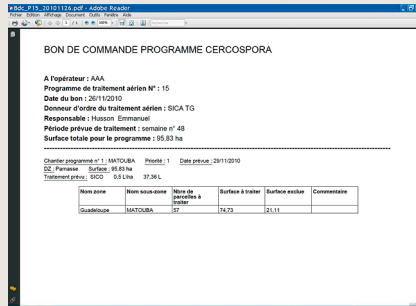 Bdc_P15_20101126.pdf - Adobe Reader
Fichier Edition Affichage Document Outils Fenêtre Aide
1 / 1 100% Rechercher
BON DE COMMANDE PROGRAMME CERCOSPORA
A l'opérateur : AAA
Programme de traitement aérien N° : 15
Date du bon : 26/11/2010
Donneur d'ordre du traitement aérien : SICA TG
Responsable : Husson Emmanuel
Période prévue de traitement : semaine n° 48
Surface totale pour le programme : 95,83 ha
Chantier programmé n° 1 : MATOUBA Priorité : 1 Date prévue : 29/11/2010
DZ : Parnasse Surface : 95,83 ha
Traitement prévu : SICO 0,5 L/ha 37,36 L
Nom zone Nom sous-zone Nbre de parcelles à traiter Surface à traiter Surface exclue Commentaire
Guadeloupe MATOUBA 57 74,73 21,11